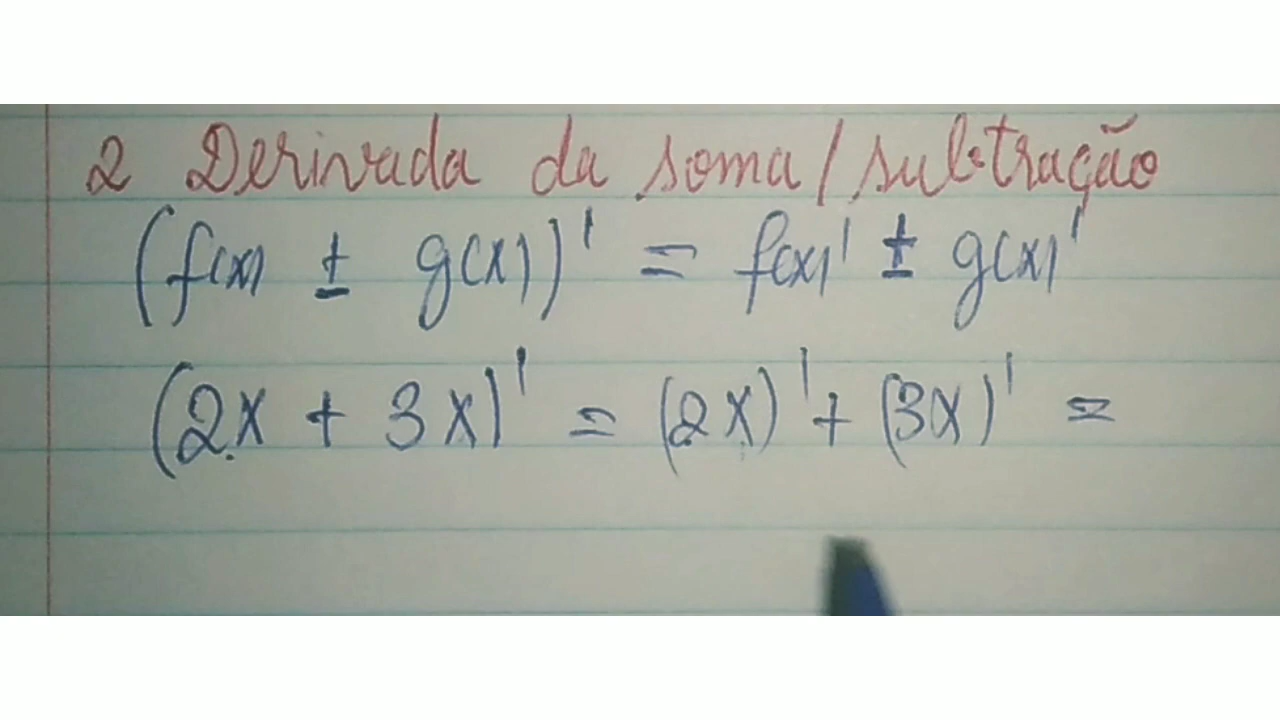 2 Derivada da soma/subtração
(f(x) ± g(x))' = f(x)' ± g(x)'
(2x + 3x)' = (2x)' + (3x)' =